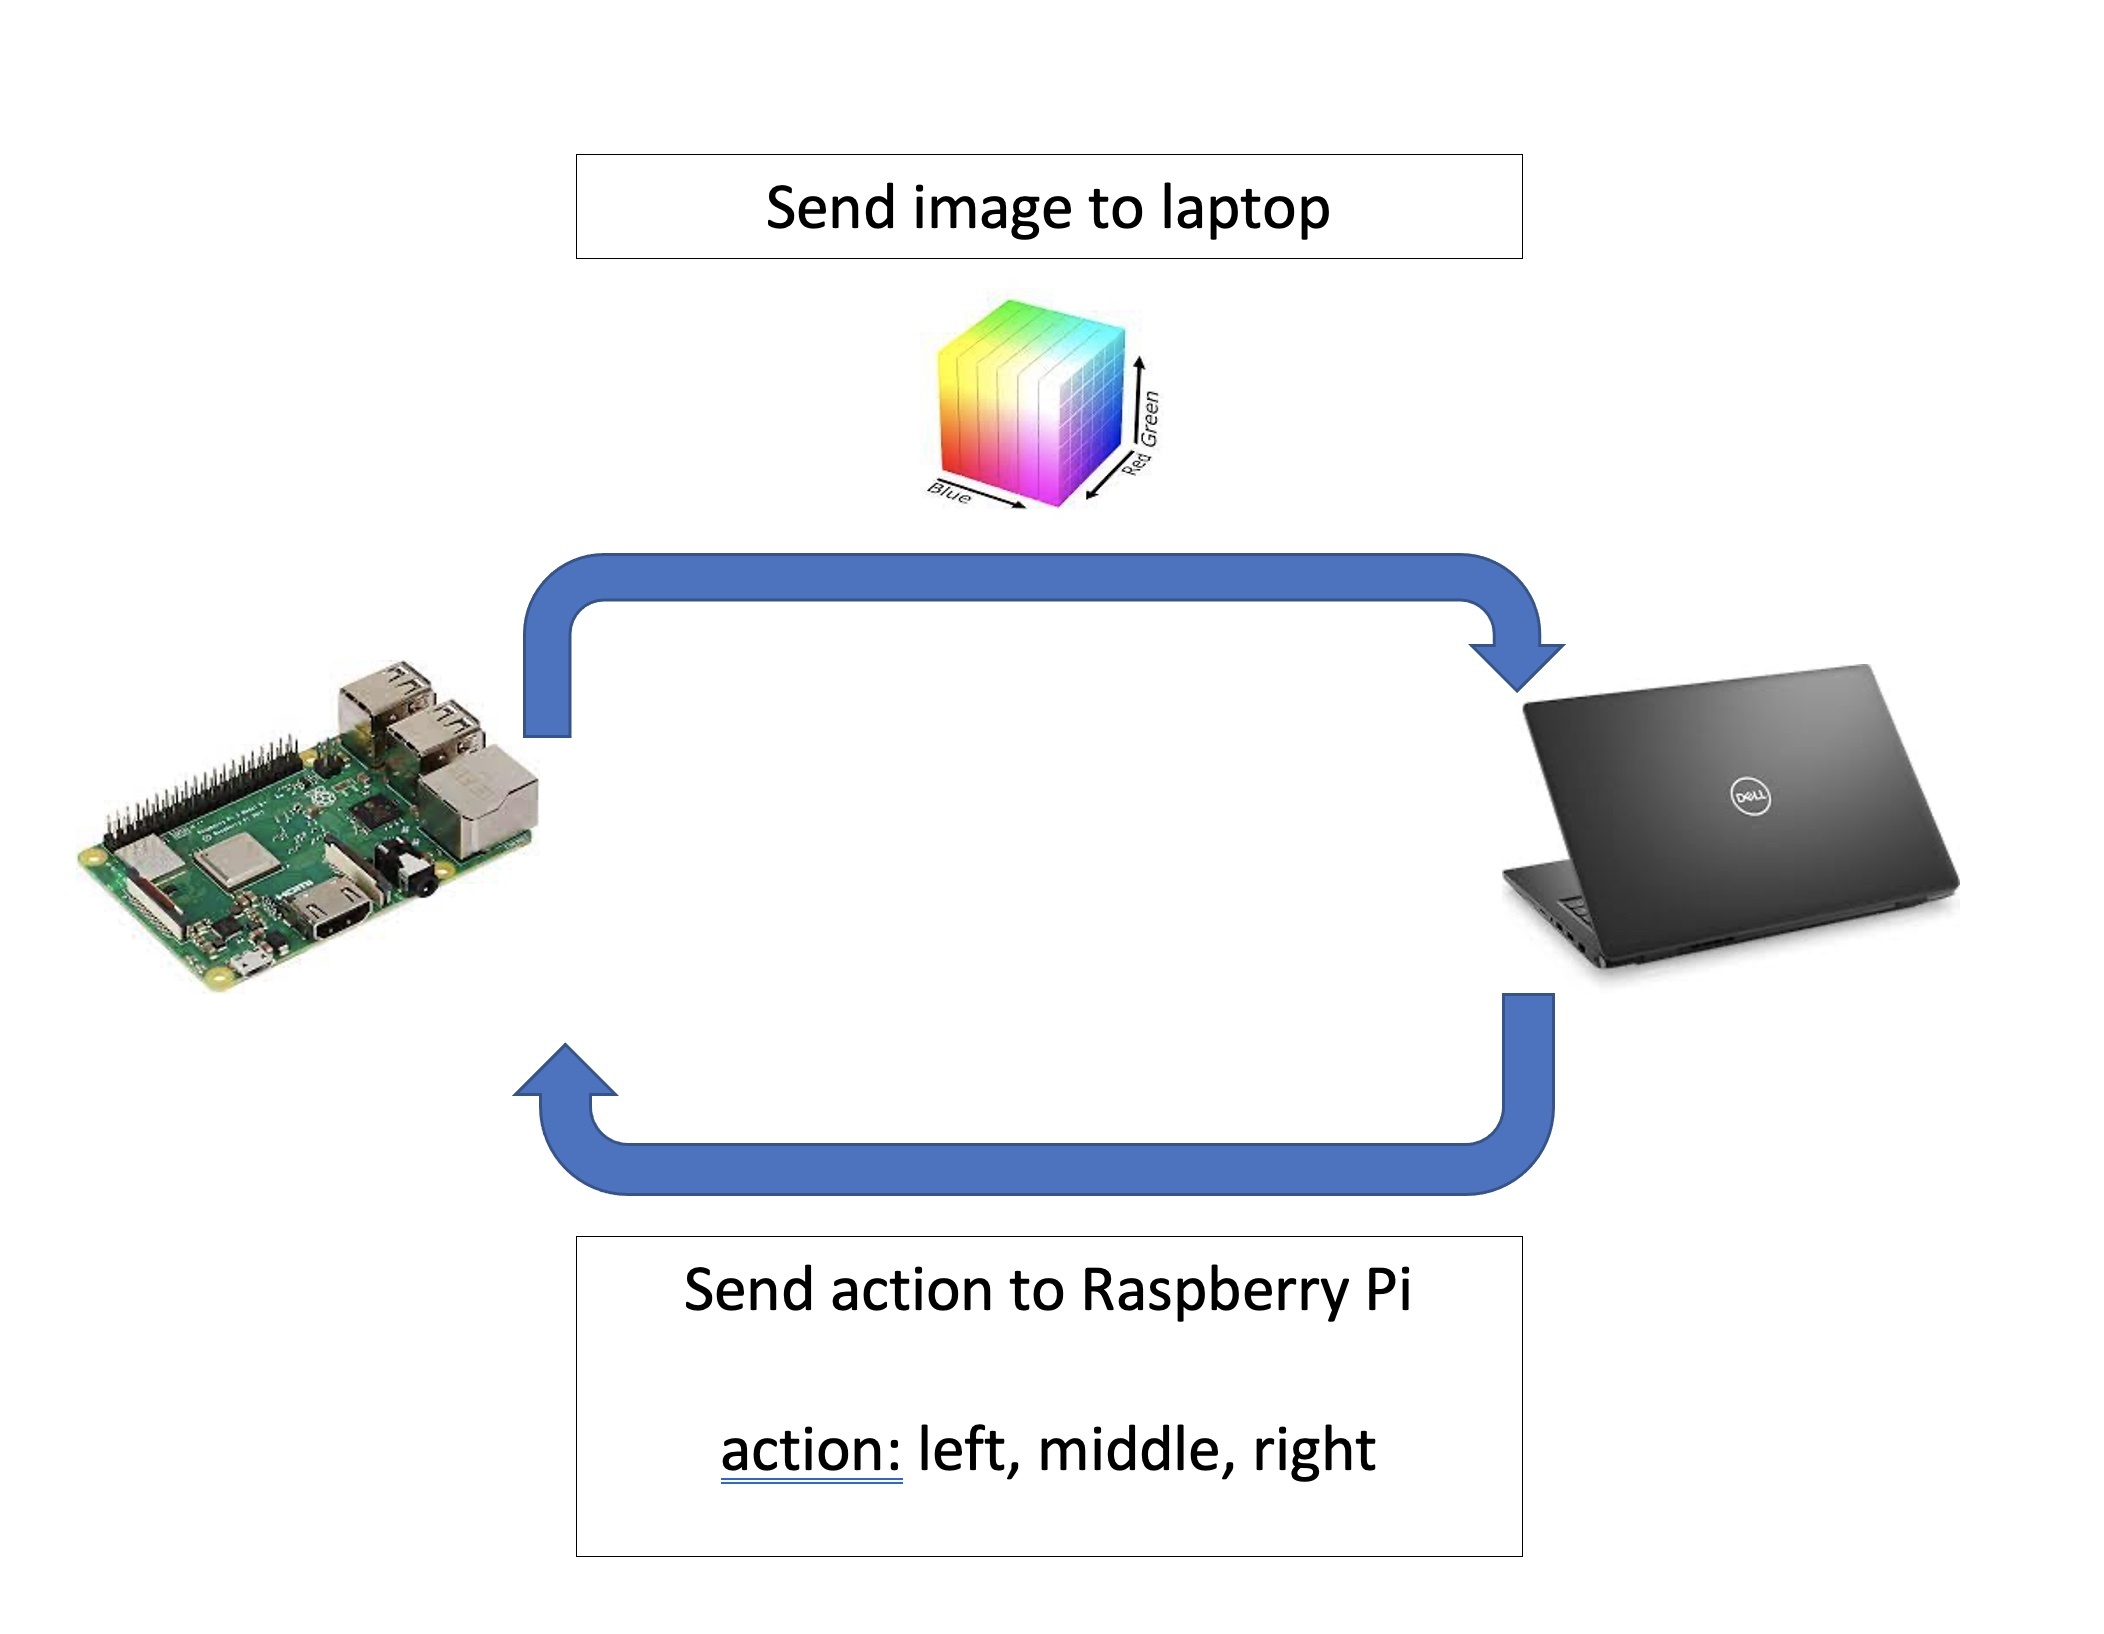 Send image to laptop
Green
Red
Blue
DELL
HDMI
Send action to Raspberry Pi
action: left, middle, right